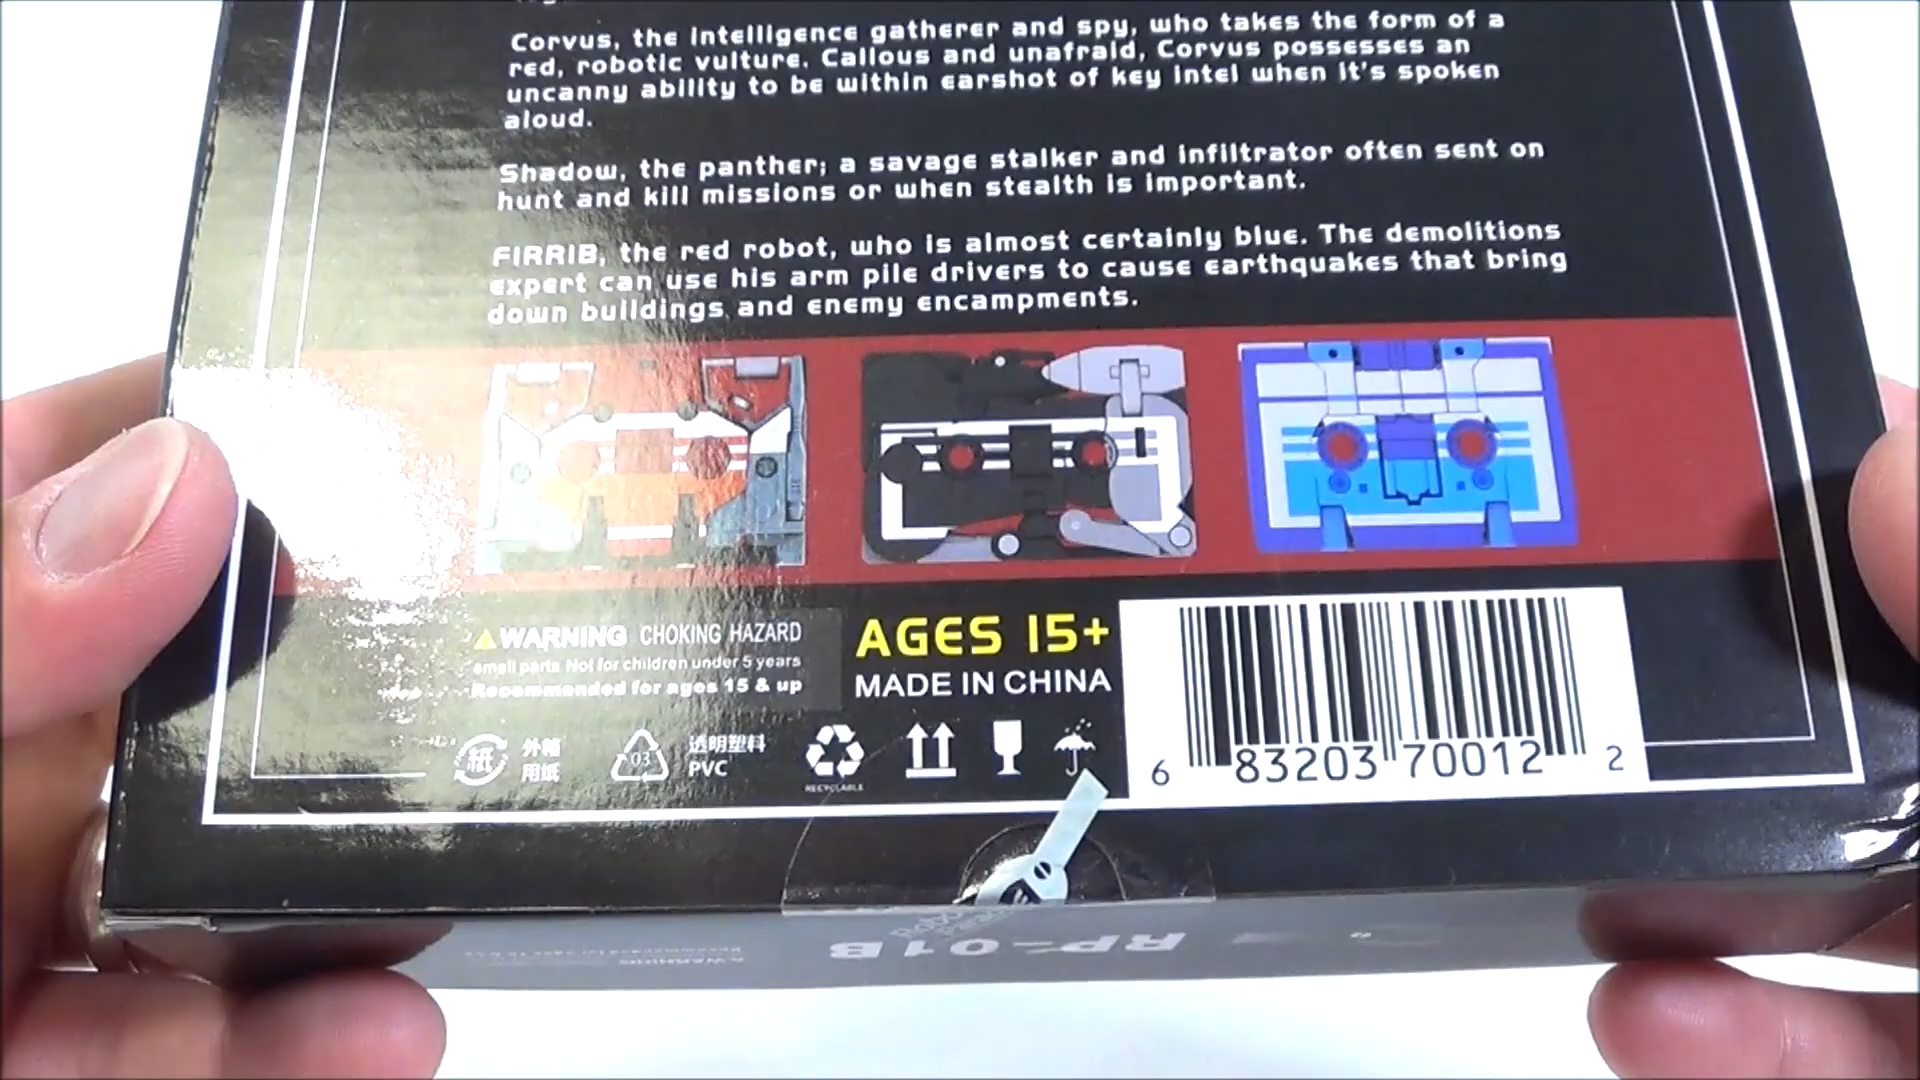 Corvus, the intelligence gatherer and spy, who takes the form of a
red, robotic vulture. Callous and unafraid, Corvus possesses an
uncanny ability to be within earshot of key intel when it's spoken
aloud.
Shadow, the panther; a savage stalker and infiltrator often sent on
hunt and kill missions or when stealth is important.
FIRRIB, the red robot, who is almost certainly blue. The demolitions
expert can use his arm pile drivers to cause earthquakes that bring
down buildings and enemy encampments.
WARNING CHOKING HAZARD
small parts Not for children under 5 years
Recommended for ages 15 & up
AGES 15+
MADE IN CHINA
紙 外箱
用纸
03 透明塑料
PVC
RECYCLABLE
6 83203 70012 2
RP-01B